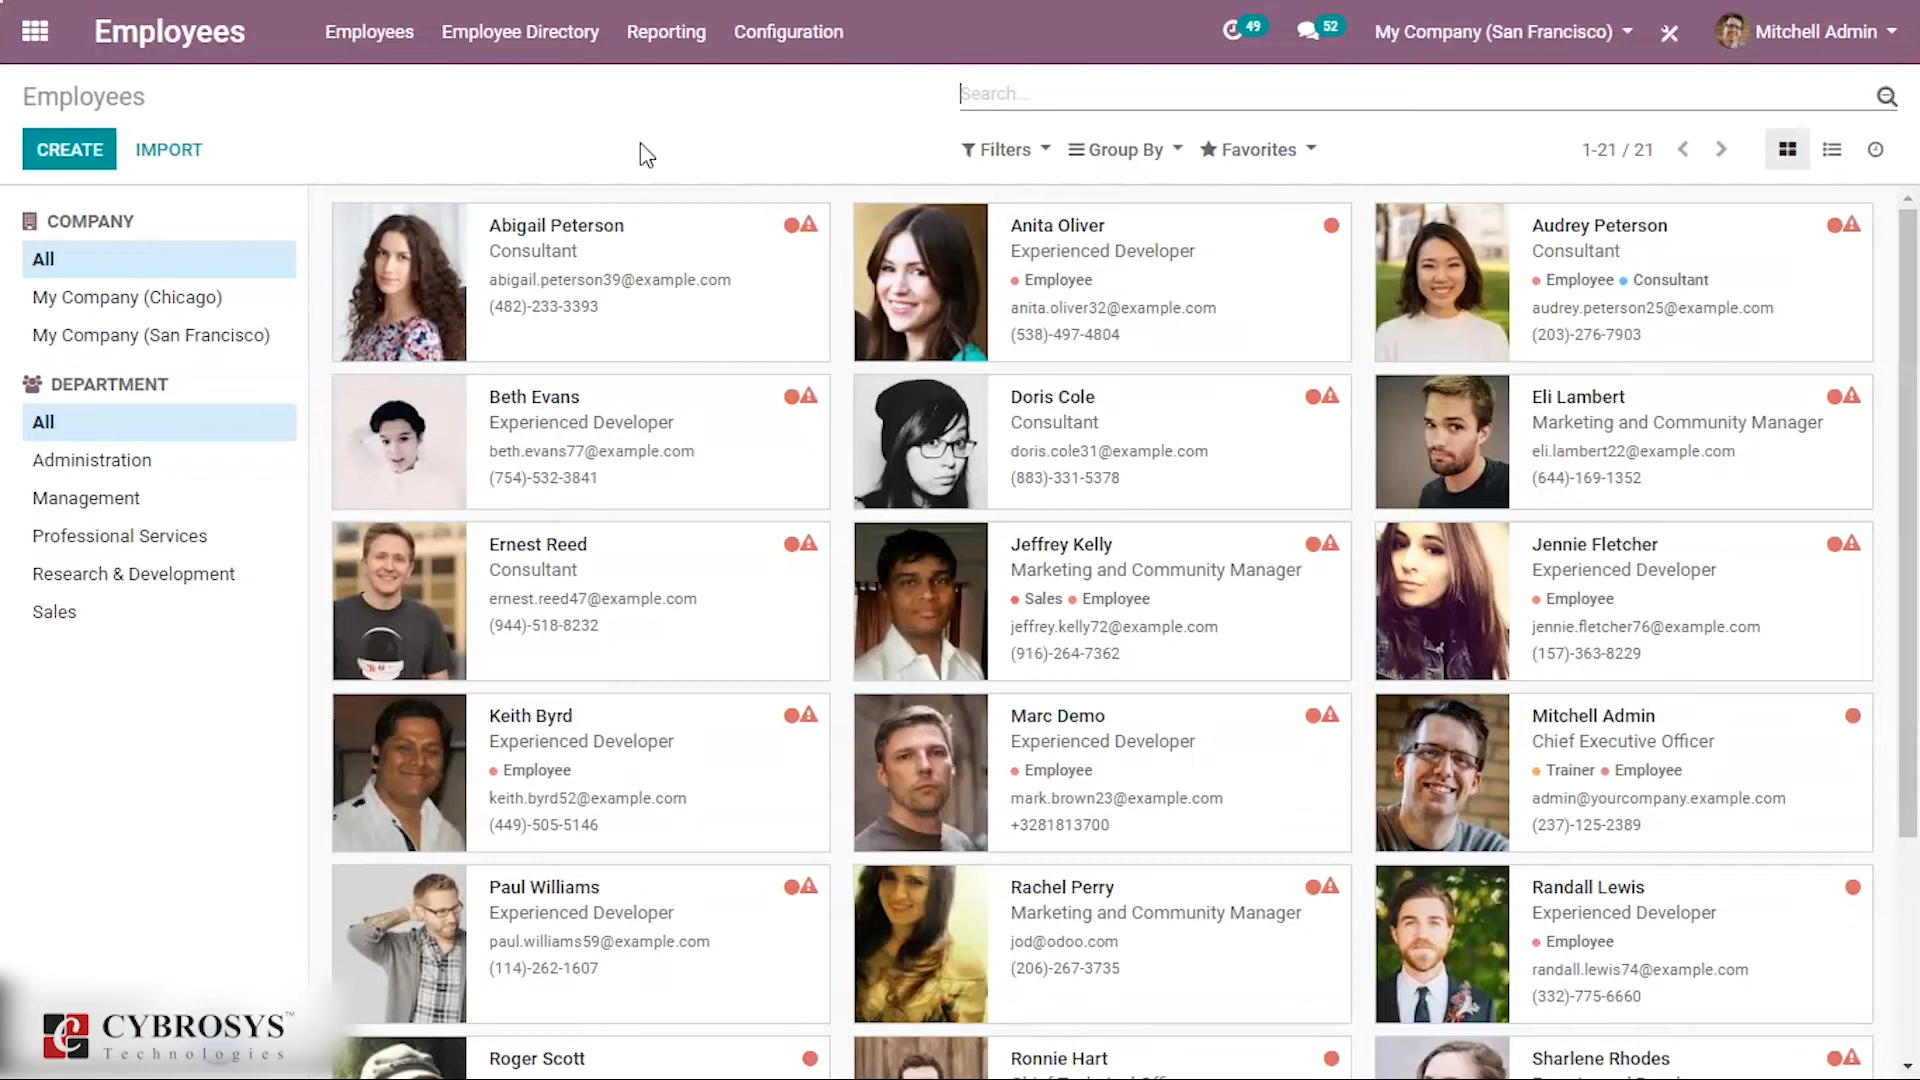 Employees
Employees
Employee Directory
Reporting
Configuration
49
52
My Company (San Francisco)
Mitchell Admin
Employees
Search...
CREATE
IMPORT
Filters
Group By
Favorites
1-21 / 21
COMPANY
All
My Company (Chicago)
My Company (San Francisco)
DEPARTMENT
All
Administration
Management
Professional Services
Research & Development
Sales
Abigail Peterson
Consultant
abigail.peterson39@example.com
(482)-233-3393
Anita Oliver
Experienced Developer
Employee
anita.oliver32@example.com
(538)-497-4804
Audrey Peterson
Consultant
Employee Consultant
audrey.peterson25@example.com
(203)-276-7903
Beth Evans
Experienced Developer
beth.evans77@example.com
(754)-532-3841
Doris Cole
Consultant
doris.cole31@example.com
(883)-331-5378
Eli Lambert
Marketing and Community Manager
eli.lambert22@example.com
(644)-169-1352
Ernest Reed
Consultant
ernest.reed47@example.com
(944)-518-8232
Jeffrey Kelly
Marketing and Community Manager
Sales Employee
jeffrey.kelly72@example.com
(916)-264-7362
Jennie Fletcher
Experienced Developer
Employee
jennie.fletcher76@example.com
(157)-363-8229
Keith Byrd
Experienced Developer
Employee
keith.byrd52@example.com
(449)-505-5146
Marc Demo
Experienced Developer
Employee
mark.brown23@example.com
+3281813700
Mitchell Admin
Chief Executive Officer
Trainer Employee
admin@yourcompany.example.com
(237)-125-2389
Paul Williams
Experienced Developer
paul.williams59@example.com
(114)-262-1607
Rachel Perry
Marketing and Community Manager
jod@odoo.com
(206)-267-3735
Randall Lewis
Experienced Developer
Employee
randall.lewis74@example.com
(332)-775-6660
Roger Scott
Ronnie Hart
Sharlene Rhodes
CYBROSYS™
Technologies